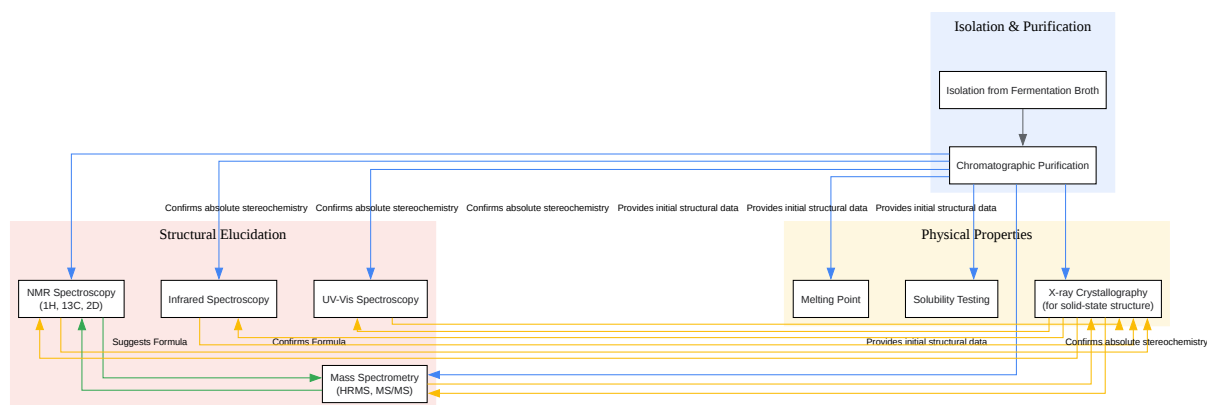 Isolation & Purification
Isolation from Fermentation Broth
Chromatographic Purification
Confirms absolute stereochemistry
Confirms absolute stereochemistry
Confirms absolute stereochemistry
Provides initial structural data
Provides initial structural data
Provides initial structural data
Structural Elucidation
Physical Properties
NMR Spectroscopy
(1H, 13C, 2D)
Infrared Spectroscopy
UV-Vis Spectroscopy
Melting Point
Solubility Testing
X-ray Crystallography
(for solid-state structure)
Suggests Formula
Confirms Formula
Provides initial structural data
Confirms absolute stereochemistry
Mass Spectrometry
(HRMS, MS/MS)